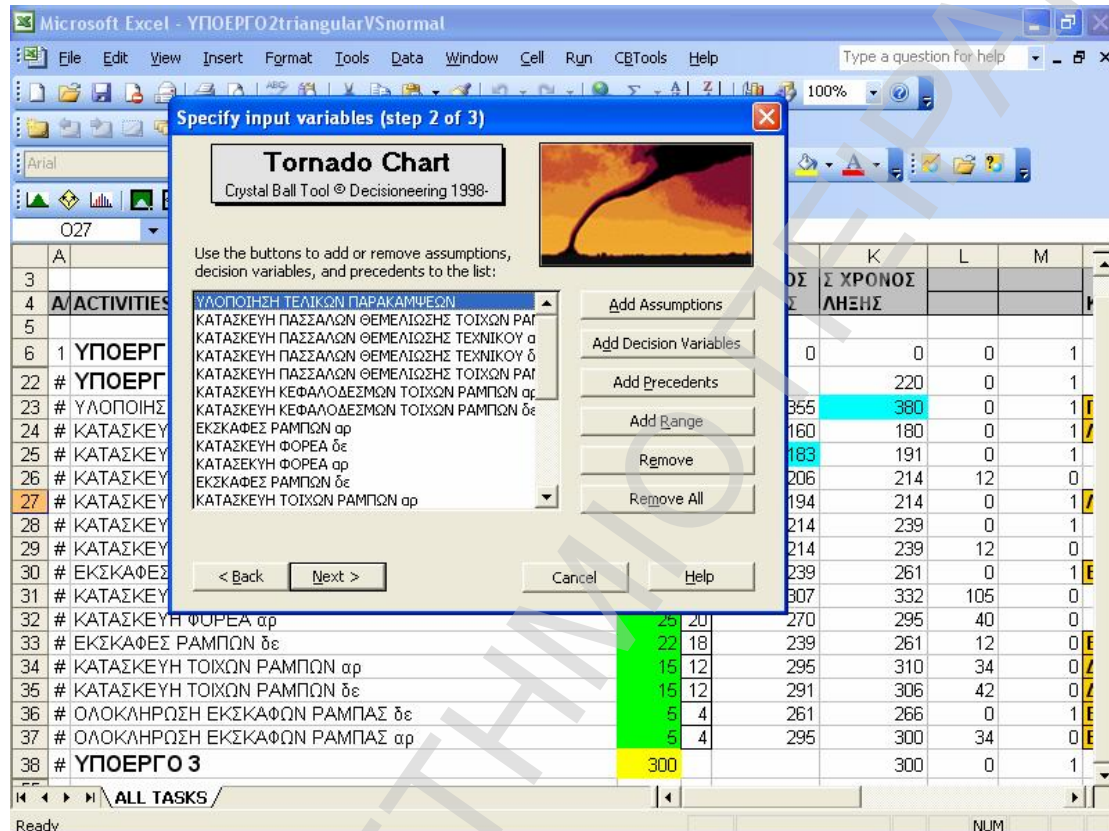 Microsoft Excel - ΥΠΟΕΡΓΟ2triangularVSnormal
File Edit View Insert Format Tools Data Window Cell Run CBTools Help Type a question for help
100%
Arial
O27
Specify input variables (step 2 of 3)
Tornado Chart
Crystal Ball Tool © Decisioneering 1998-
Use the buttons to add or remove assumptions,
decision variables, and precedents to the list:
ΥΛΟΠΟΙΗΣΗ ΤΕΛΙΚΩΝ ΠΑΡΑΚΑΜΨΕΩΝ
ΚΑΤΑΣΚΕΥΗ ΠΑΣΣΑΛΩΝ ΘΕΜΕΛΙΩΣΗΣ ΤΟΙΧΩΝ ΡΑΜ
ΚΑΤΑΣΚΕΥΗ ΠΑΣΣΑΛΩΝ ΘΕΜΕΛΙΩΣΗΣ ΤΕΧΝΙΚΟΥ α
ΚΑΤΑΣΚΕΥΗ ΠΑΣΣΑΛΩΝ ΘΕΜΕΛΙΩΣΗΣ ΤΕΧΝΙΚΟΥ δ
ΚΑΤΑΣΚΕΥΗ ΠΑΣΣΑΛΩΝ ΘΕΜΕΛΙΩΣΗΣ ΤΟΙΧΩΝ ΡΑΜ
ΚΑΤΑΣΚΕΥΗ ΚΕΦΑΛΟΔΕΣΜΩΝ ΤΟΙΧΩΝ ΡΑΜΠΩΝ αρ
ΚΑΤΑΣΚΕΥΗ ΚΕΦΑΛΟΔΕΣΜΩΝ ΤΟΙΧΩΝ ΡΑΜΠΩΝ δε
ΕΚΣΚΑΦΕΣ ΡΑΜΠΩΝ αρ
ΚΑΤΑΣΕΚΥΗ ΦΟΡΕΑ δε
ΚΑΤΑΣΕΚΥΗ ΦΟΡΕΑ αρ
ΕΚΣΚΑΦΕΣ ΡΑΜΠΩΝ δε
ΚΑΤΑΣΚΕΥΗ ΤΟΙΧΩΝ ΡΑΜΠΩΝ αρ
Add Assumptions
Add Decision Variables
Add Precedents
Add Range
Remove
Remove All
< Back Next > Cancel Help
A K L M
3 ΟΣ Σ ΧΡΟΝΟΣ
4 Α/ ACTIVITIES Σ ΛΗΞΗΣ
5
6 1 ΥΠΟΕΡΓ 0 0 0 1
22 # ΥΠΟΕΡΓ 220 0 1
23 # ΥΛΟΠΟΙΗΣ 355 380 0 1
24 # ΚΑΤΑΣΚΕΥ 160 180 0 1
25 # ΚΑΤΑΣΚΕΥ 183 191 0 1
26 # ΚΑΤΑΣΚΕΥ 206 214 12 0
27 # ΚΑΤΑΣΚΕΥ 194 214 0 1
28 # ΚΑΤΑΣΚΕΥ 214 239 0 1
29 # ΚΑΤΑΣΚΕΥ 214 239 12 0
30 # ΕΚΣΚΑΦΕΣ 239 261 0 1 Ε
31 # ΚΑΤΑΣΚΕΥ 307 332 105 0
32 # ΚΑΤΑΣΚΕΥΗ ΦΟΡΕΑ αρ 25 20 270 295 40 0
33 # ΕΚΣΚΑΦΕΣ ΡΑΜΠΩΝ δε 22 18 239 261 12 0 Ε
34 # ΚΑΤΑΣΚΕΥΗ ΤΟΙΧΩΝ ΡΑΜΠΩΝ αρ 15 12 295 310 34 0 Δ
35 # ΚΑΤΑΣΚΕΥΗ ΤΟΙΧΩΝ ΡΑΜΠΩΝ δε 15 12 291 306 42 0
36 # ΟΛΟΚΛΗΡΩΣΗ ΕΚΣΚΑΦΩΝ ΡΑΜΠΑΣ δε 5 4 261 266 0 1 Ε
37 # ΟΛΟΚΛΗΡΩΣΗ ΕΚΣΚΑΦΩΝ ΡΑΜΠΑΣ αρ 5 4 295 300 34 0 Ε
38 # ΥΠΟΕΡΓΟ 3 300 300 0 1
ALL TASKS
Ready NUM